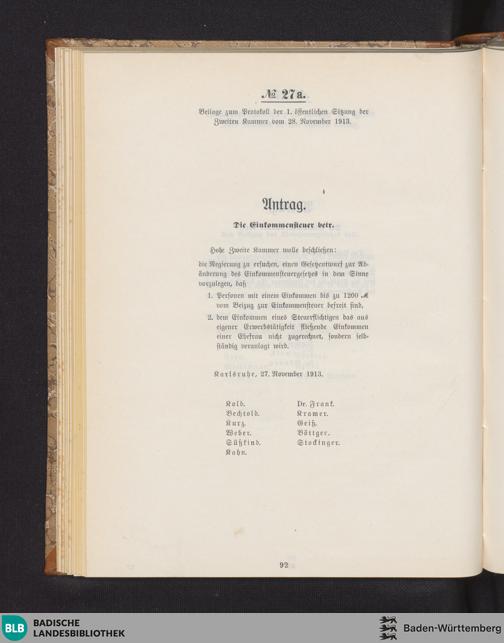 № 27a.
Beilage zum Protokoll der 1. öffentlichen Sitzung der
Zweiten Kammer vom 28. November 1913.
Antrag.
Die Einkommensteuer betr.
Hohe Zweite Kammer wolle beschließen:
die Regierung zu ersuchen, einen Gesetzentwurf zur Ab-
änderung des Einkommensteuergesetzes in dem Sinne
vorzulegen, daß
1. Personen mit einem Einkommen bis zu 1200 ℳ
vom Beizug zur Einkommensteuer befreit sind,
2. dem Einkommen eines Steuerpflichtigen das aus
eigener Erwerbstätigkeit fließende Einkommen
einer Ehefrau nicht zugerechnet, sondern selb-
ständig veranlagt wird.
Karlsruhe, 27. November 1913.
Kolb. Dr. Frank.
Bechtold. Kramer.
Kurz. Geiß.
Weber. Böttger.
Süßkind. Stockinger.
Kahn.
92
BLB BADISCHE
LANDESBIBLIOTHEK
Baden-Württemberg